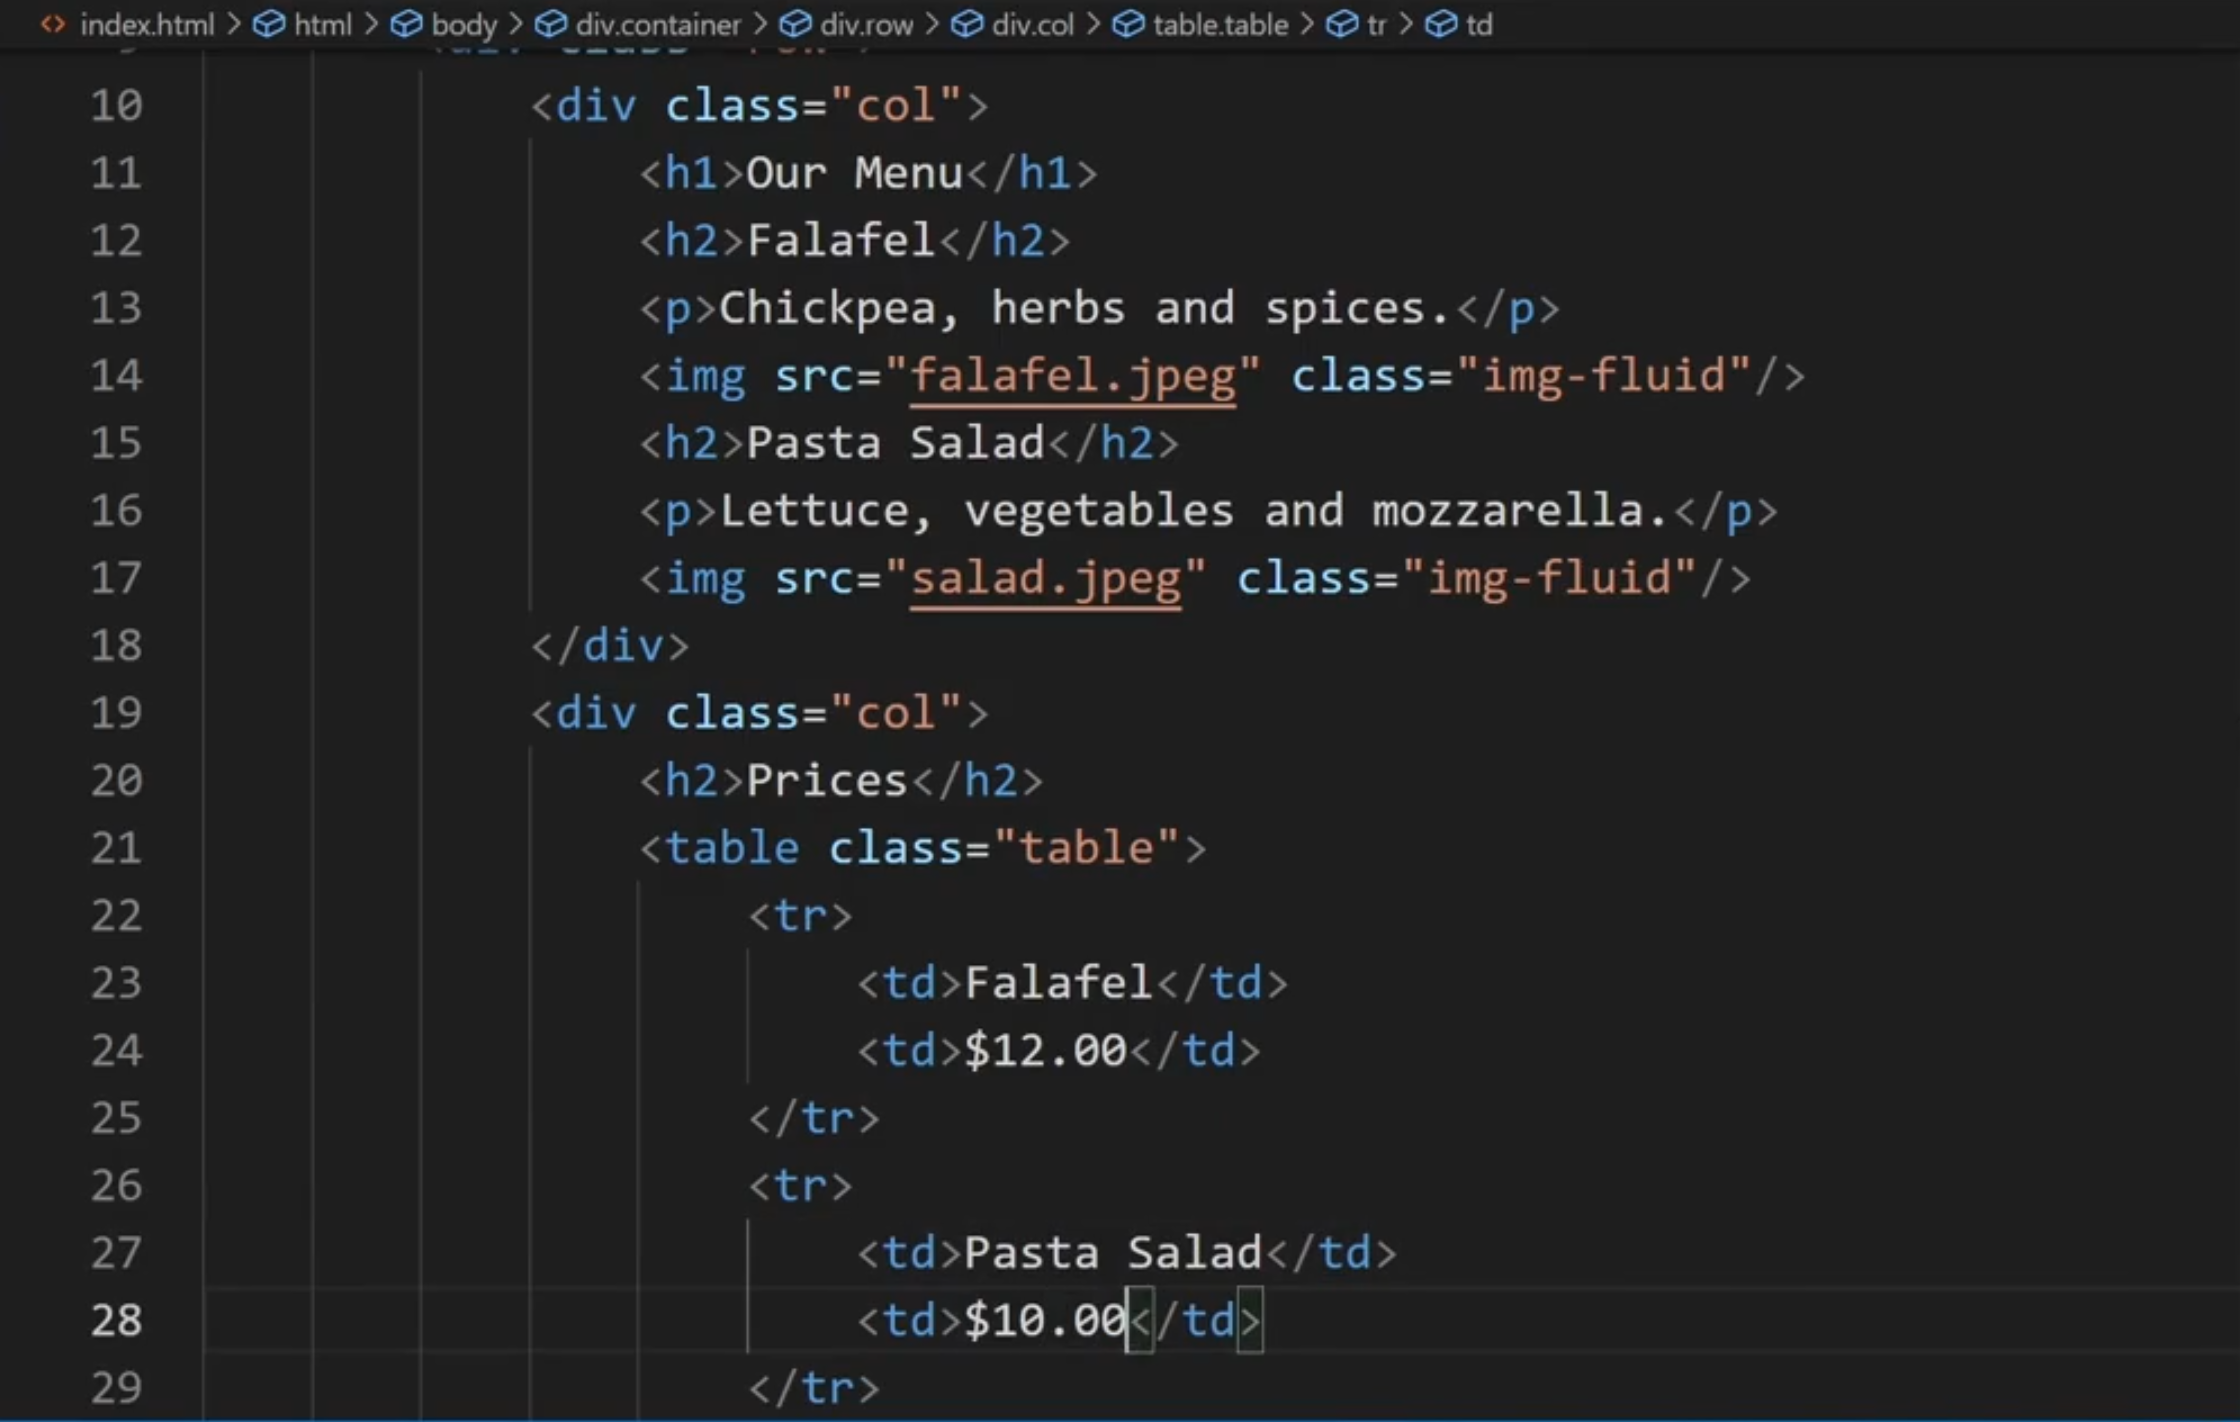 <> index.html > html > body > div.container > div.row > div.col > table.table > tr > td
10 <div class="col">
11 <h1>Our Menu</h1>
12 <h2>Falafel</h2>
13 <p>Chickpea, herbs and spices.</p>
14 <img src="falafel.jpeg" class="img-fluid"/>
15 <h2>Pasta Salad</h2>
16 <p>Lettuce, vegetables and mozzarella.</p>
17 <img src="salad.jpeg" class="img-fluid"/>
18 </div>
19 <div class="col">
20 <h2>Prices</h2>
21 <table class="table">
22 <tr>
23 <td>Falafel</td>
24 <td>$12.00</td>
25 </tr>
26 <tr>
27 <td>Pasta Salad</td>
28 <td>$10.00</td>
29 </tr>